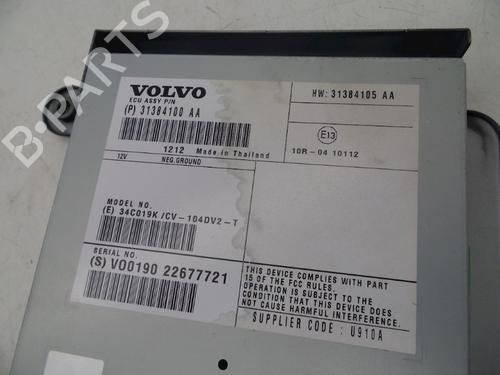 B-PARTS
VOLVO
ECU ASSY P/N
(P) 31384100 AA
1212 Made in Thailand
12V NEG.GROUND
MODEL NO.
(E) 34C019K/CV-104DV2-T
SERIAL NO.
(S) V00190 22677721
HW: 31384105 AA
E13
10R-04 10112
THIS DEVICE COMPLIES WITH PART
15 OF THE FCC RULES.
OPERATION IS SUBJECT TO THE
CONDITION THAT THIS DEVICE DOES
NOT CAUSE HARMFUL INTERFERENCE.
SUPPLIER CODE: U910A